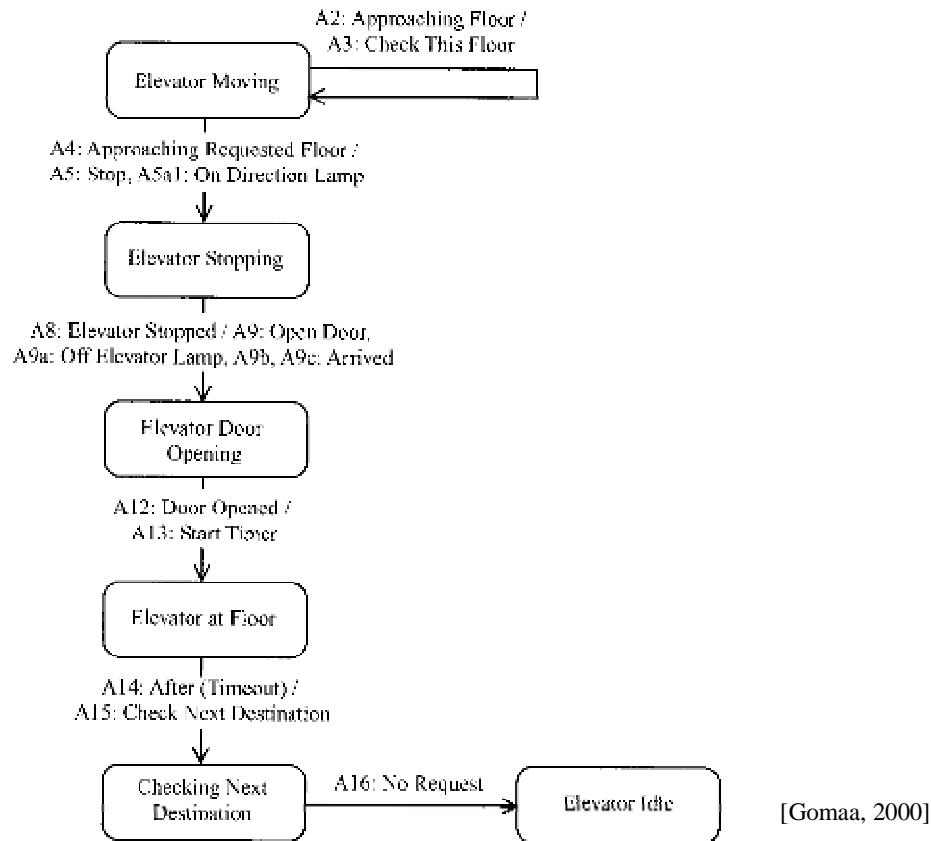 A2: Approaching Floor /
A3: Check This Floor
Elevator Moving
A4: Approaching Requested Floor /
A5: Stop, A5a1: On Direction Lamp
Elevator Stopping
A8: Elevator Stopped / A9: Open Door,
A9a: Off Elevator Lamp, A9b, A9c: Arrived
Elevator Door
Opening
A12: Door Opened /
A13: Start Timer
Elevator at Floor
A14: After (Timeout) /
A15: Check Next Destination
Checking Next
Destination
A16: No Request
Elevator Idle
[Gomaa, 2000]